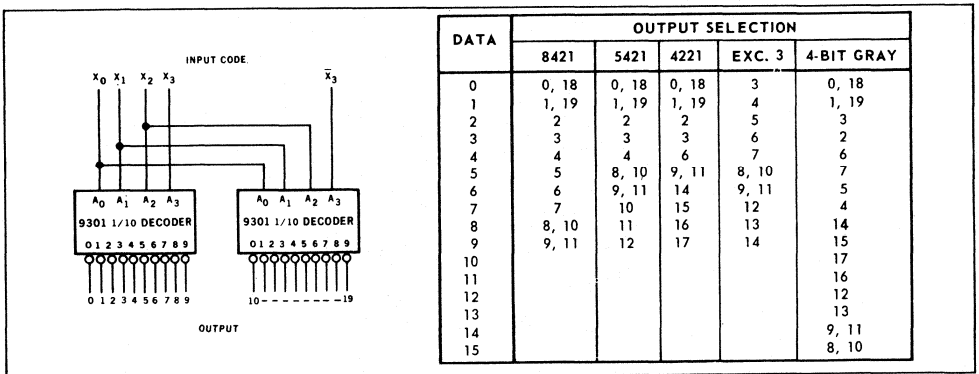 INPUT CODE
X0 X1 X2 X3 X̄3
A0 A1 A2 A3
9301 1/10 DECODER
0 1 2 3 4 5 6 7 8 9
0 1 2 3 4 5 6 7 8 9
A0 A1 A2 A3
9301 1/10 DECODER
0 1 2 3 4 5 6 7 8 9
10 - - - - - - - - 19
OUTPUT
DATA OUTPUT SELECTION
8421 5421 4221 EXC. 3 4-BIT GRAY
0 0, 18 0, 18 0, 18 3 0, 18
1 1, 19 1, 19 1, 19 4 1, 19
2 2 2 2 5 3
3 3 3 3 6 2
4 4 4 6 7 6
5 5 8, 10 9, 11 8, 10 7
6 6 9, 11 14 9, 11 5
7 7 10 15 12 4
8 8, 10 11 16 13 14
9 9, 11 12 17 14 15
10 17
11 16
12 12
13 13
14 9, 11
15 8, 10